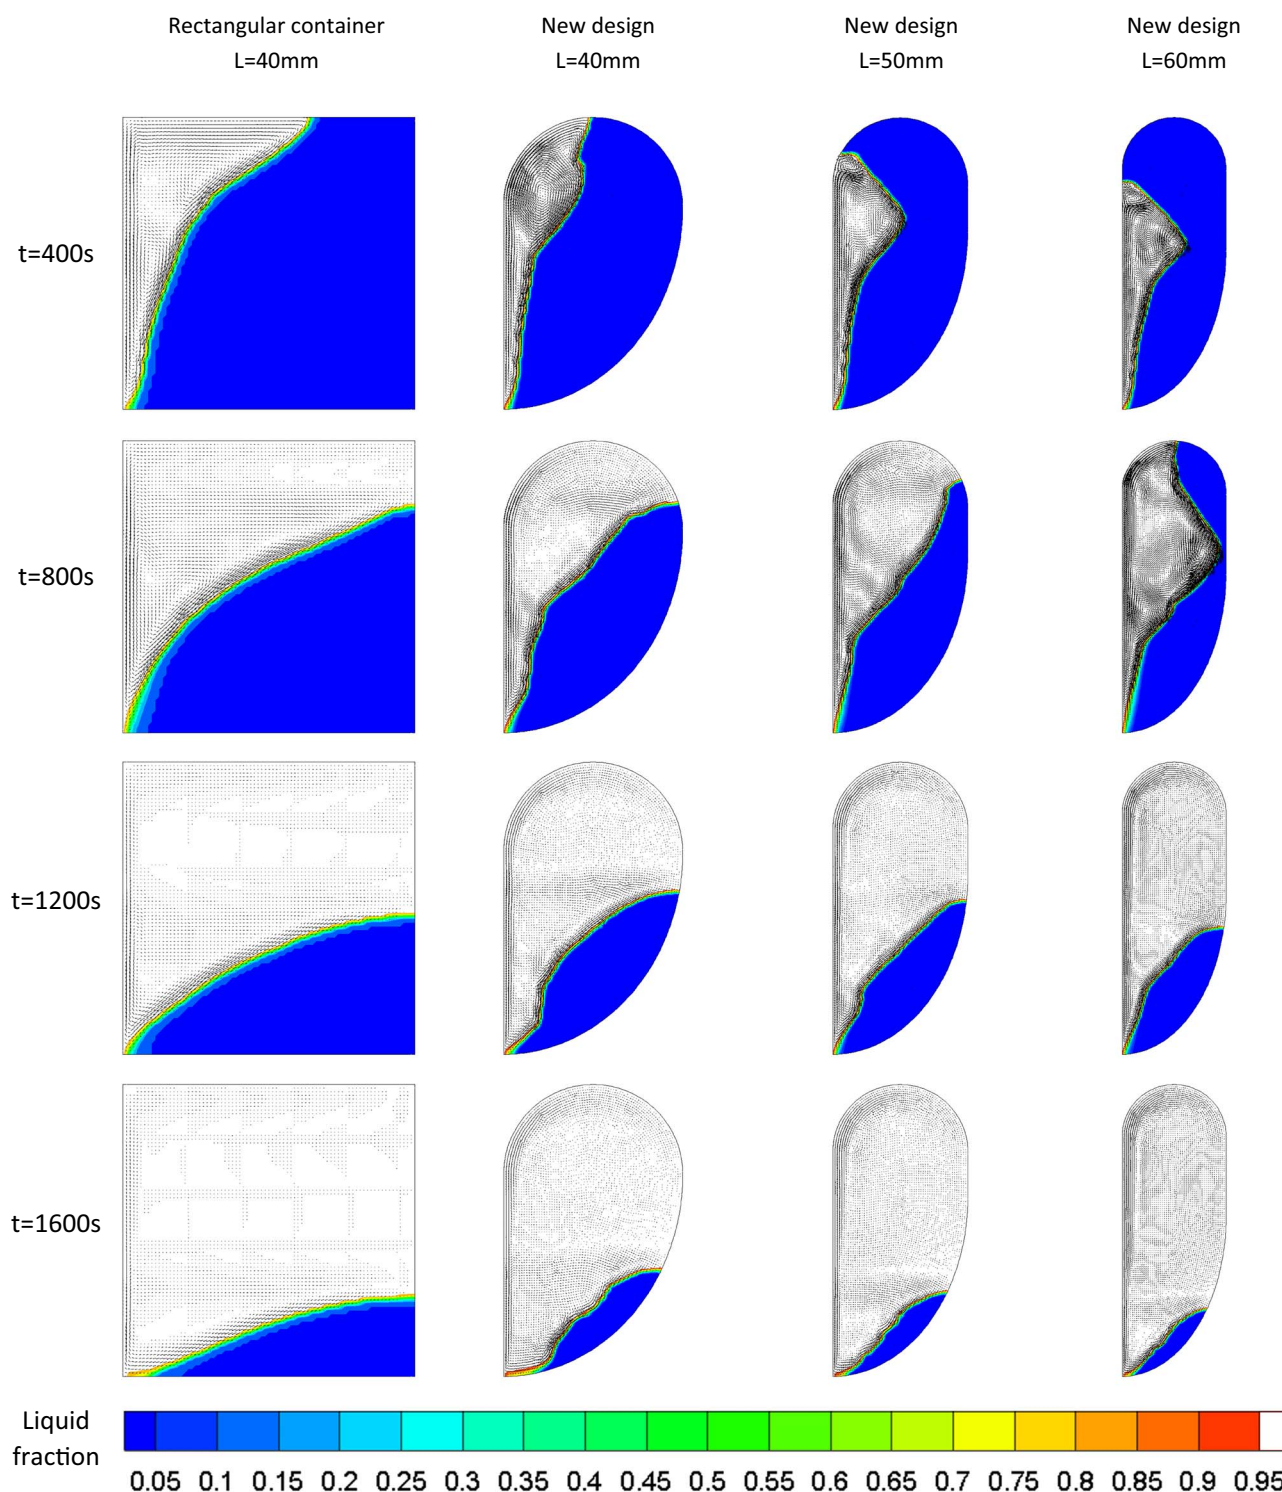 Rectangular container
L=40mm
New design
L=40mm
New design
L=50mm
New design
L=60mm
t=400s
t=800s
t=1200s
t=1600s
Liquid
fraction
0.05 0.1 0.15 0.2 0.25 0.3 0.35 0.4 0.45 0.5 0.55 0.6 0.65 0.7 0.75 0.8 0.85 0.9 0.95